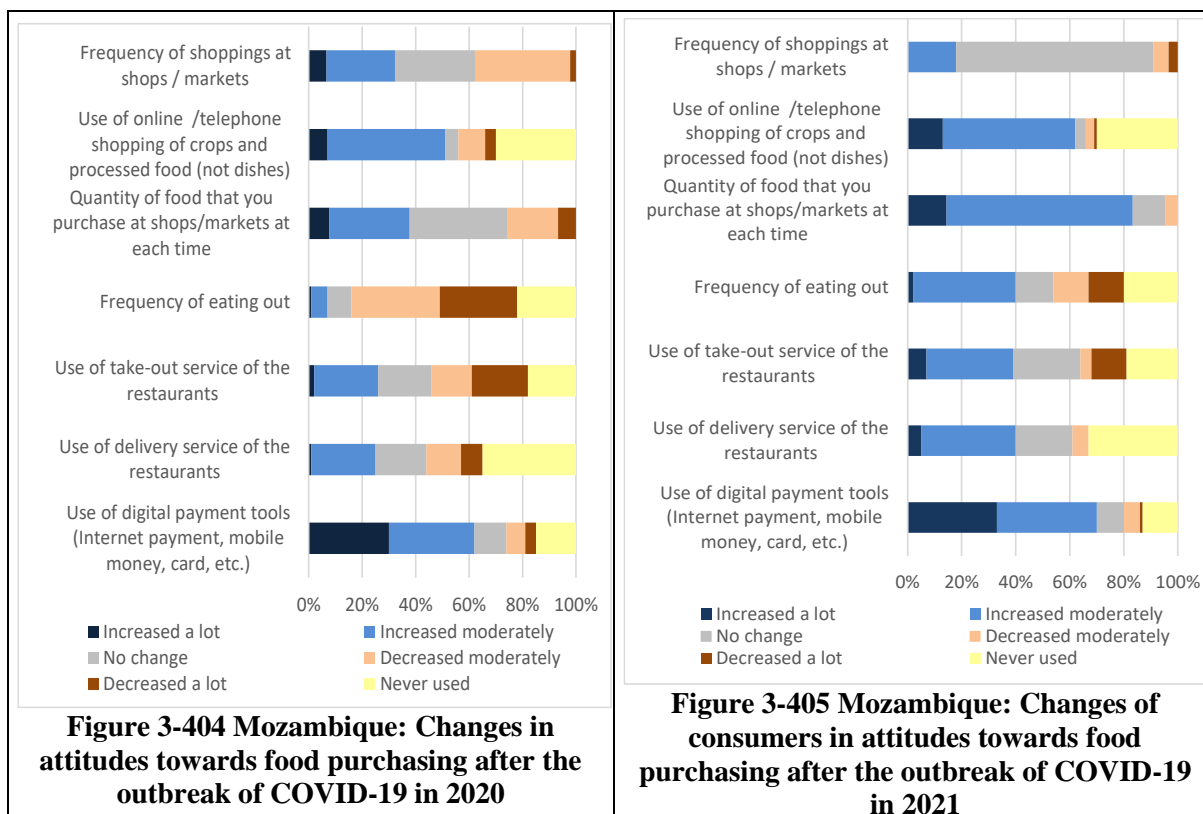 Frequency of shoppings at
shops / markets
Use of online /telephone
shopping of crops and
processed food (not dishes)
Quantity of food that you
purchase at shops/markets at
each time
Frequency of eating out
Use of take-out service of the
restaurants
Use of delivery service of the
restaurants
Use of digital payment tools
(Internet payment, mobile
money, card, etc.)
0% 20% 40% 60% 80% 100%
Increased a lot Increased moderately
No change Decreased moderately
Decreased a lot Never used
Figure 3-404 Mozambique: Changes in
attitudes towards food purchasing after the
outbreak of COVID-19 in 2020
Frequency of shoppings at
shops / markets
Use of online /telephone
shopping of crops and
processed food (not dishes)
Quantity of food that you
purchase at shops/markets at
each time
Frequency of eating out
Use of take-out service of the
restaurants
Use of delivery service of the
restaurants
Use of digital payment tools
(Internet payment, mobile
money, card, etc.)
0% 20% 40% 60% 80% 100%
Increased a lot Increased moderately
No change Decreased moderately
Decreased a lot Never used
Figure 3-405 Mozambique: Changes of
consumers in attitudes towards food
purchasing after the outbreak of COVID-19
in 2021